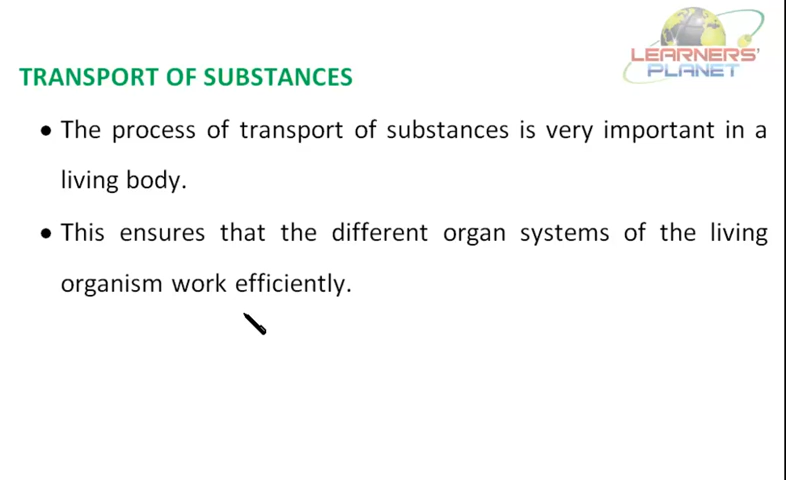 LEARNERS'
PLANET
TRANSPORT OF SUBSTANCES
• The process of transport of substances is very important in a
living body.
• This ensures that the different organ systems of the living
organism work efficiently.